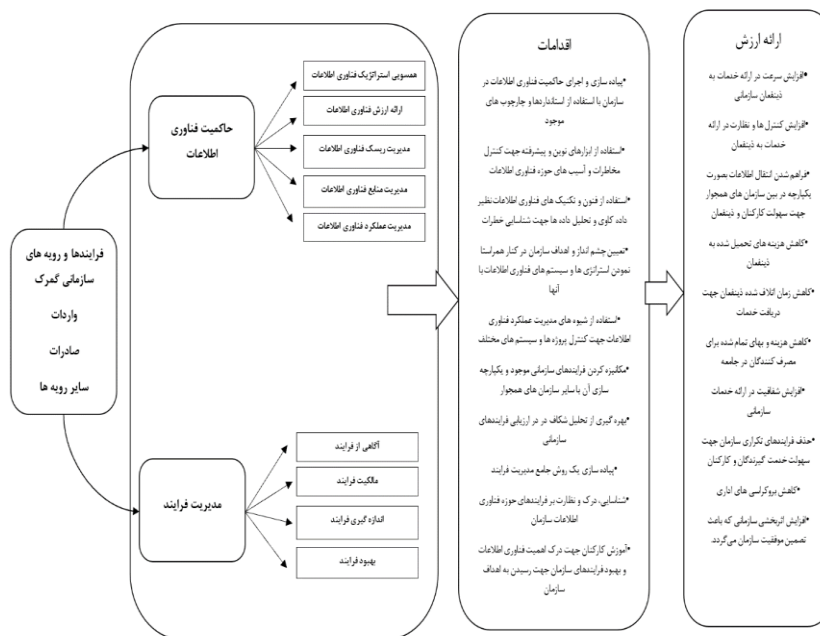 ارائه ارزش
•افزایش سرعت در ارائه خدمات به
ذینفعان سازمانی
•افزایش کنترل ها و نظارت در ارائه
خدمات به ذینفعان
•فراهم شدن انتقال اطلاعات بصورت
یکپارچه در بین سازمان های همجوار
جهت سهولت کارکنان و ذینفعان
•کاهش هزینه های تحمیل شده به
ذینفعان
•کاهش زمان اتلاف شده ذینفعان جهت
دریافت خدمات
•کاهش هزینه و بهای تمام شده برای
مصرف کنندگان در جامعه
•افزایش شفافیت در ارائه خدمات
سازمانی
•حذف فرایندهای تکراری سازمان جهت
سهولت خدمت گیرندگان و کارکنان
•کاهش بروکراسی های اداری
•افزایش اثربخشی سازمانی که باعث
تضمین موفقیت سازمان می‌گردد.
اقدامات
•پیاده سازی و اجرای حاکمیت فناوری اطلاعات در
سازمان با استفاده از استانداردها و چارچوب های
موجود
•استفاده از ابزارهای نوین و پیشرفته جهت کنترل
مخاطرات و آسیب های حوزه فناوری اطلاعات
•استفاده از فنون و تکنیک های فناوری اطلاعات نظیر
داده کاوی و تحلیل داده ها جهت شناسایی خطرات
•تعیین چشم انداز و اهداف سازمان در کنار همراستا
نمودن استراتژی ها و سیستم های فناوری اطلاعات با
آنها
•استفاده از شیوه های مدیریت عملکرد فناوری
اطلاعات جهت کنترل پروژه ها و سیستم های مختلف
•مکانیزه کردن فرایندهای سازمانی موجود و یکپارچه
سازی آن با سایر سازمان های همجوار
•بهره گیری از تحلیل شکاف در در ارزیابی فرایندهای
سازمانی
•پیاده سازی یک روش جامع مدیریت فرایند
•شناسایی، درک و نظارت بر فرایندهای حوزه فناوری
اطلاعات سازمان
•آموزش کارکنان جهت درک اهمیت فناوری اطلاعات
و بهبود فرایندهای سازمان جهت رسیدن به اهداف
سازمان
همسویی استراتژیک فناوری اطلاعات
ارائه ارزش فناوری اطلاعات
مدیریت ریسک فناوری اطلاعات
مدیریت منابع فناوری اطلاعات
مدیریت عملکرد فناوری اطلاعات
حاکمیت فناوری
اطلاعات
آگاهی از فرایند
مالکیت فرایند
اندازه گیری فرایند
بهبود فرایند
مدیریت فرایند
فرایندها و رویه های
سازمانی گمرک
واردات
صادرات
سایر رویه ها